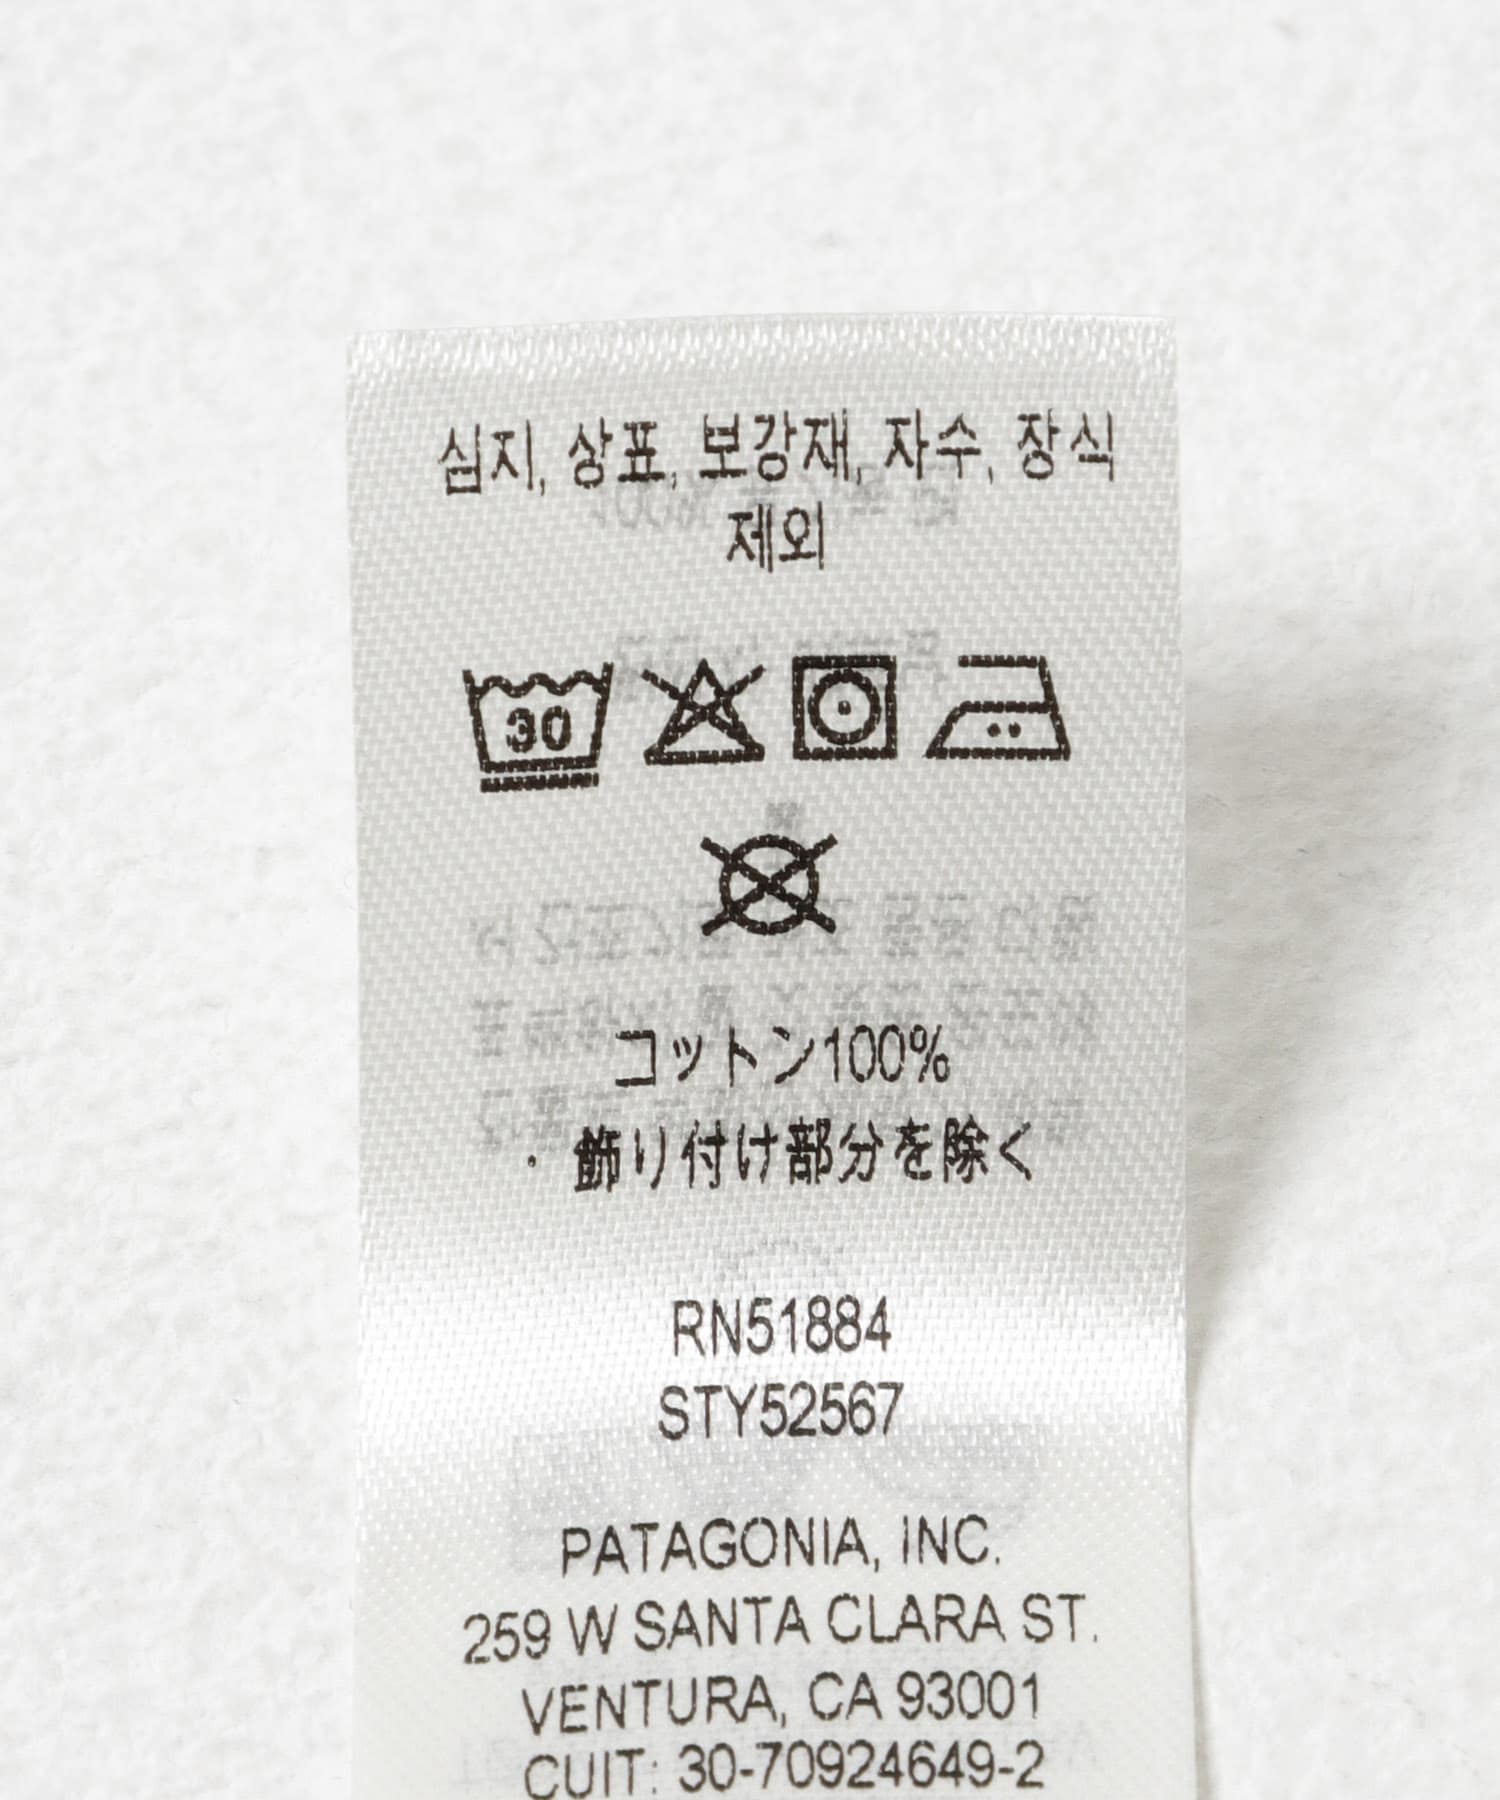 심지, 상표, 보강재, 자수, 장식
제외
30
コットン100%
・飾り付け部分を除く
RN51884
STY52567
PATAGONIA, INC.
259 W SANTA CLARA ST.
VENTURA, CA 93001
CUIT: 30-70924649-2